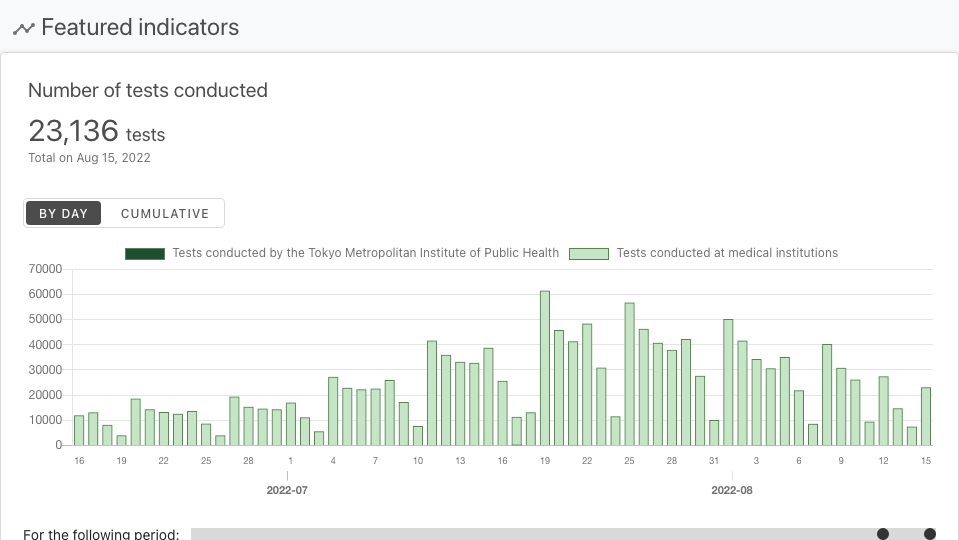 Featured indicators
Number of tests conducted
23,136 tests
Total on Aug 15, 2022
BY DAY CUMULATIVE
Tests conducted by the Tokyo Metropolitan Institute of Public Health Tests conducted at medical institutions
70000
60000
50000
40000
30000
20000
10000
0
16 19 22 25 28 1 4 7 10 13 16 19 22 25 28 31 3 6 9 12 15
2022-07 2022-08
For the following period: